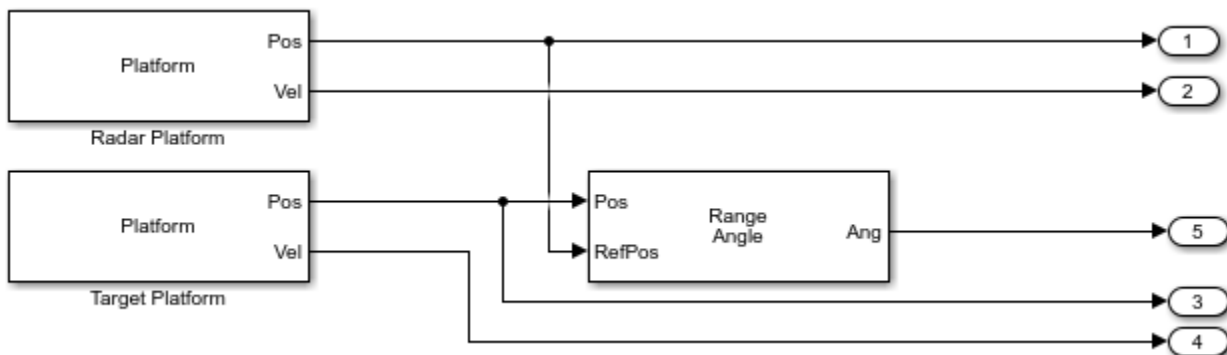 Platform
Pos
Vel
Radar Platform
1
2
Platform
Pos
Vel
Target Platform
Pos
RefPos
Range
Angle
Ang
5
3
4